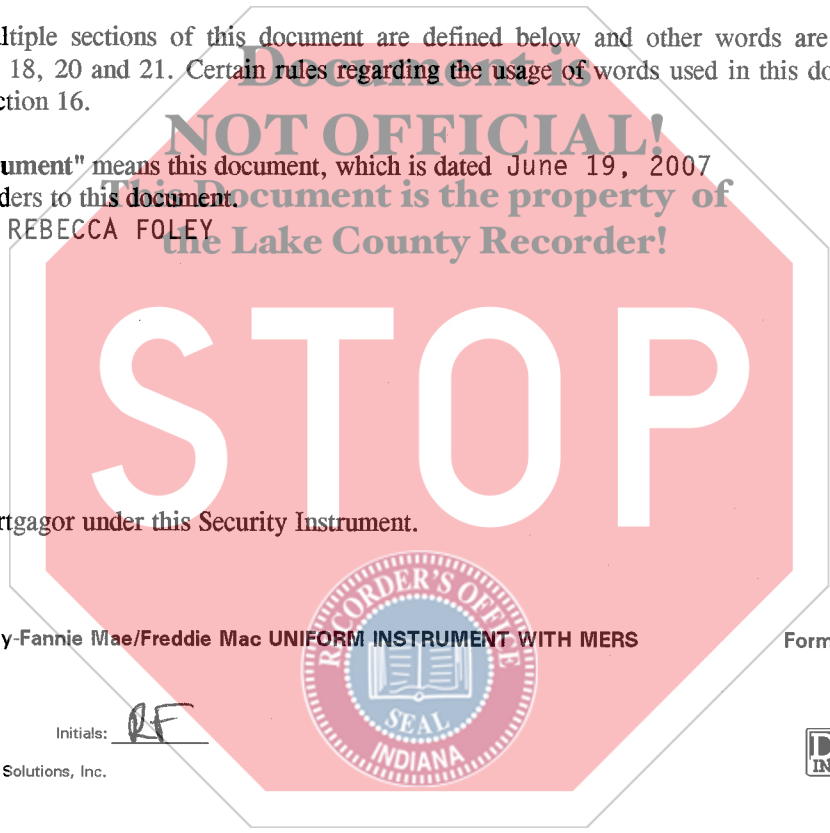 ltiple sections of this document are defined below and other words are
18, 20 and 21. Certain rules regarding the usage of words used in this do
ction 16.
Document is
NOT OFFICIAL!
This Document is the property of
the Lake County Recorder!
ument" means this document, which is dated June 19, 2007
ders to this document.
REBECCA FOLEY
STOP
rtgagor under this Security Instrument.
RECORDER'S OFFICE
SEAL
INDIANA
y-Fannie Mae/Freddie Mac UNIFORM INSTRUMENT WITH MERS
Form
Initials: RF
Solutions, Inc.
D
IN